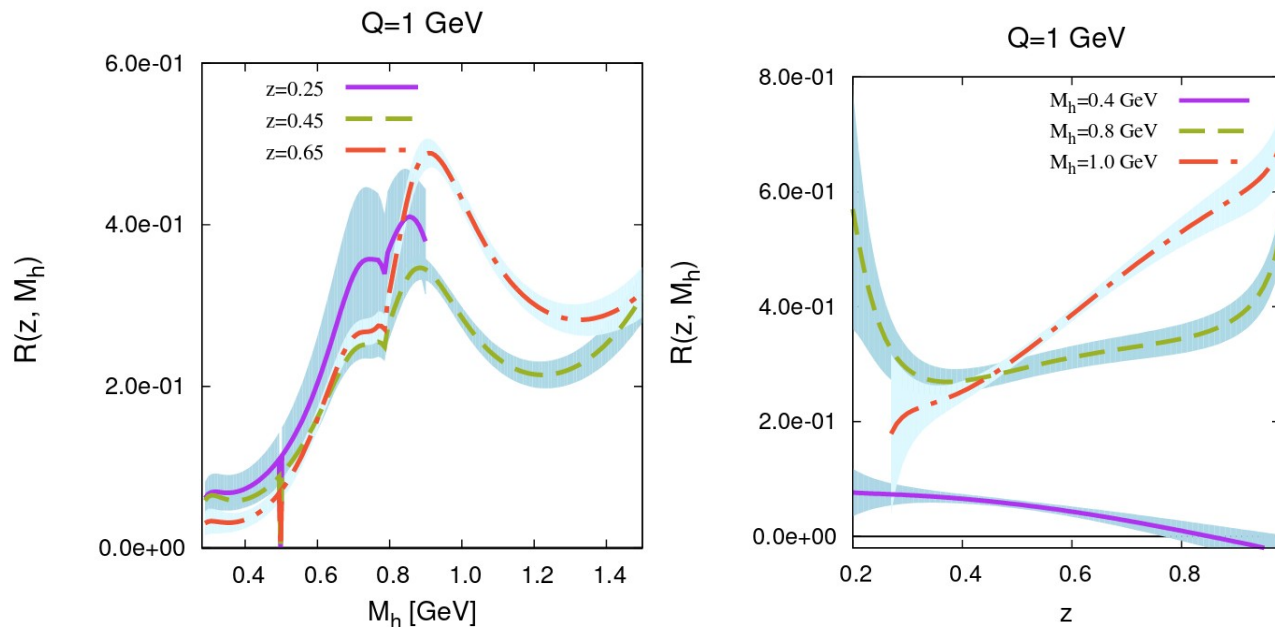 Q=1 GeV
6.0e-01
4.0e-01
2.0e-01
0.0e+00
R(z, M_h)
z=0.25
z=0.45
z=0.65
0.4
0.6
0.8
1.0
1.2
1.4
M_h [GeV]
Q=1 GeV
8.0e-01
6.0e-01
4.0e-01
2.0e-01
0.0e+00
R(z, M_h)
M_h=0.4 GeV
M_h=0.8 GeV
M_h=1.0 GeV
0.2
0.4
0.6
0.8
z